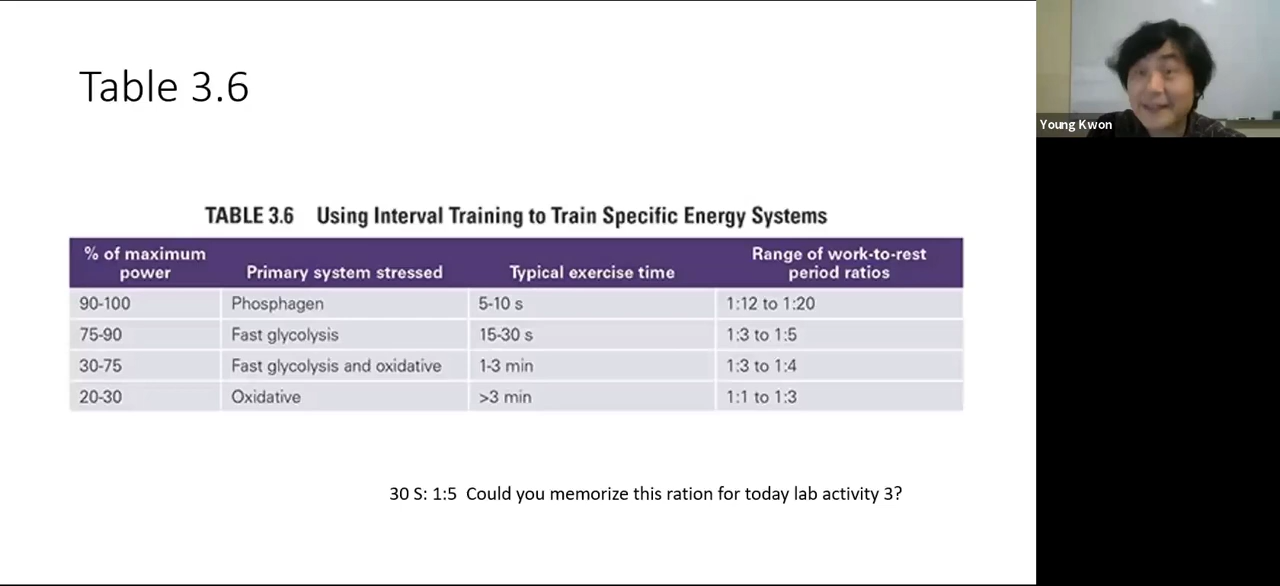 Table 3.6
Young Kwon
TABLE 3.6 Using Interval Training to Train Specific Energy Systems
% of maximum power Primary system stressed Typical exercise time Range of work-to-rest period ratios
90-100 Phosphagen 5-10 s 1:12 to 1:20
75-90 Fast glycolysis 15-30 s 1:3 to 1:5
30-75 Fast glycolysis and oxidative 1-3 min 1:3 to 1:4
20-30 Oxidative >3 min 1:1 to 1:3
30 S: 1:5 Could you memorize this ration for today lab activity 3?